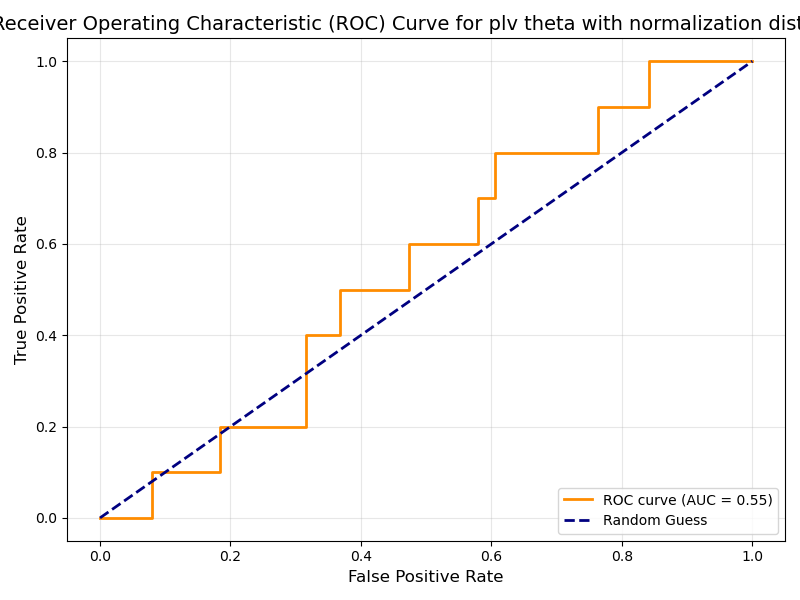 Receiver Operating Characteristic (ROC) Curve for plv theta with normalization dist
1.0
0.8
0.6
0.4
0.2
0.0
True Positive Rate
ROC curve (AUC = 0.55)
Random Guess
0.0 0.2 0.4 0.6 0.8 1.0
False Positive Rate